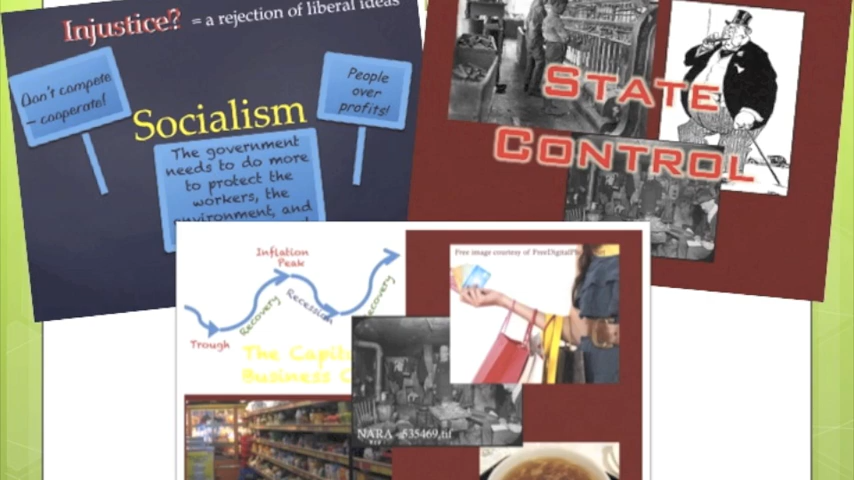 Injustice? = a rejection of liberal ideas
Don't compete
– cooperate!
People
over
profits!
Socialism
The government
needs to do more
to protect the
workers, the
environment, and
STATE
CONTROL
Inflation
Peak
Free image courtesy of
Recovery
Recession
Recovery
Trough
The
Business
NARA - 535469.tif